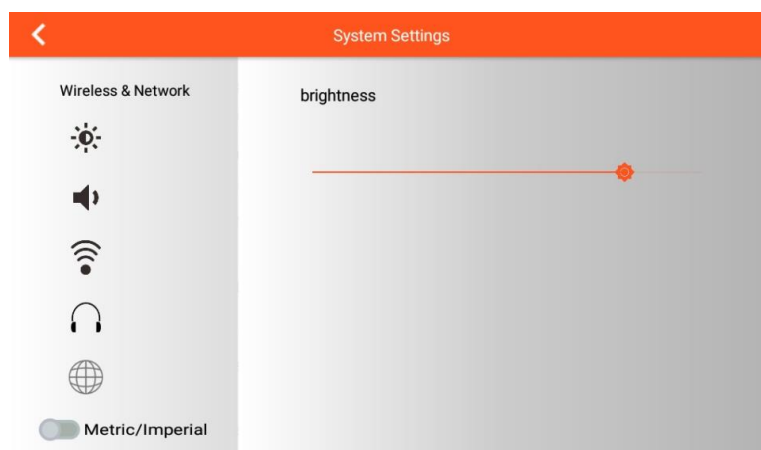 System Settings
Wireless & Network
brightness
Metric/Imperial